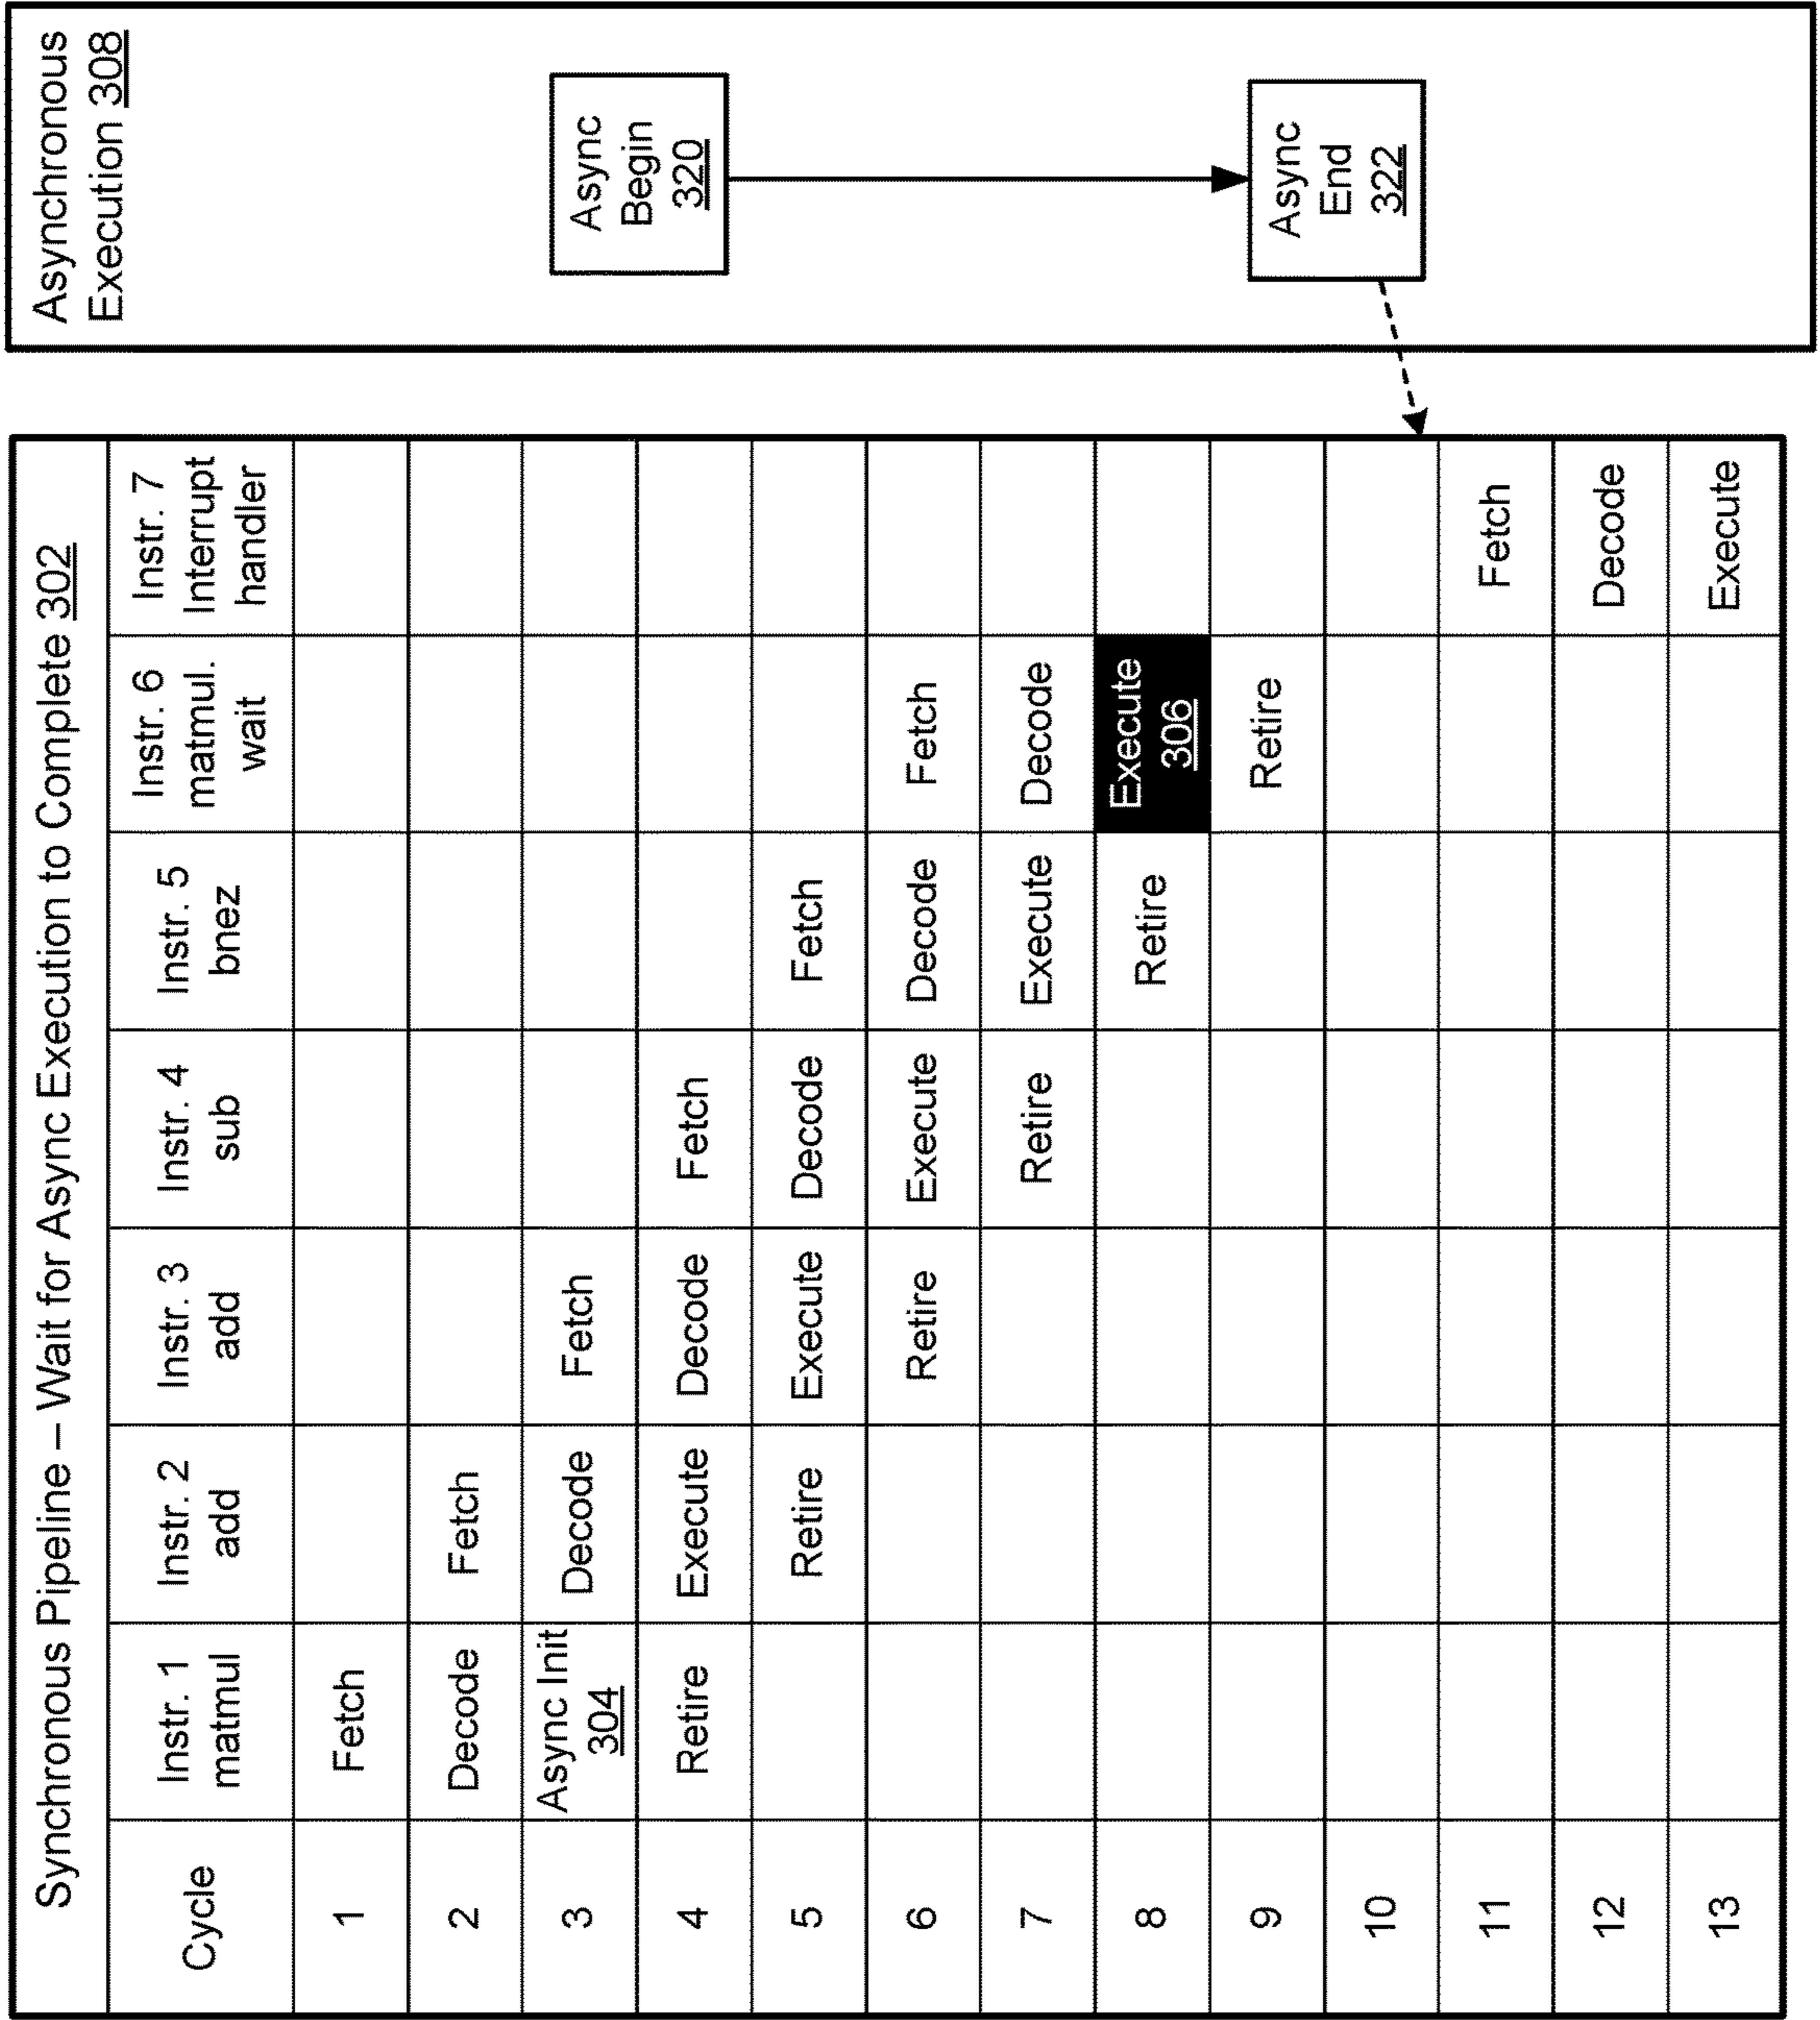 Synchronous Pipeline – Wait for Async Execution to Complete 302
Cycle
Instr. 1
matmul
Instr. 2
add
Instr. 3
add
Instr. 4
sub
Instr. 5
bnez
Instr. 6
matmul.
wait
Instr. 7
Interrupt
handler
1
Fetch
2
Decode
Fetch
3
Async Init
304
Decode
Fetch
4
Retire
Execute
Decode
Fetch
5
Retire
Execute
Decode
Fetch
6
Retire
Execute
Decode
Fetch
7
Retire
Execute
Decode
8
Retire
Execute
306
9
Retire
10
11
Fetch
12
Decode
13
Execute
Asynchronous
Execution 308
Async
Begin
320
Async
End
322